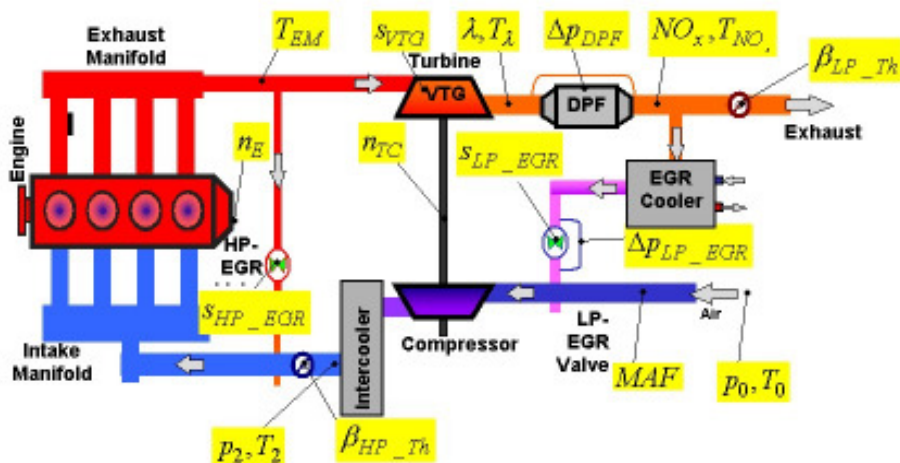 Exhaust
Manifold
T_EM
s_VTG
λ, T_λ
Δp_DPF
NO_x, T_NO_x
β_LP_Th
Turbine
VTG
DPF
Exhaust
Engine
n_E
n_TC
s_LP_EGR
EGR
Cooler
HP-
EGR
Δp_LP_EGR
s_HP_EGR
Intercooler
Compressor
LP-
EGR
Valve
Air
Intake
Manifold
MAF
p_0, T_0
p_2, T_2
β_HP_Th